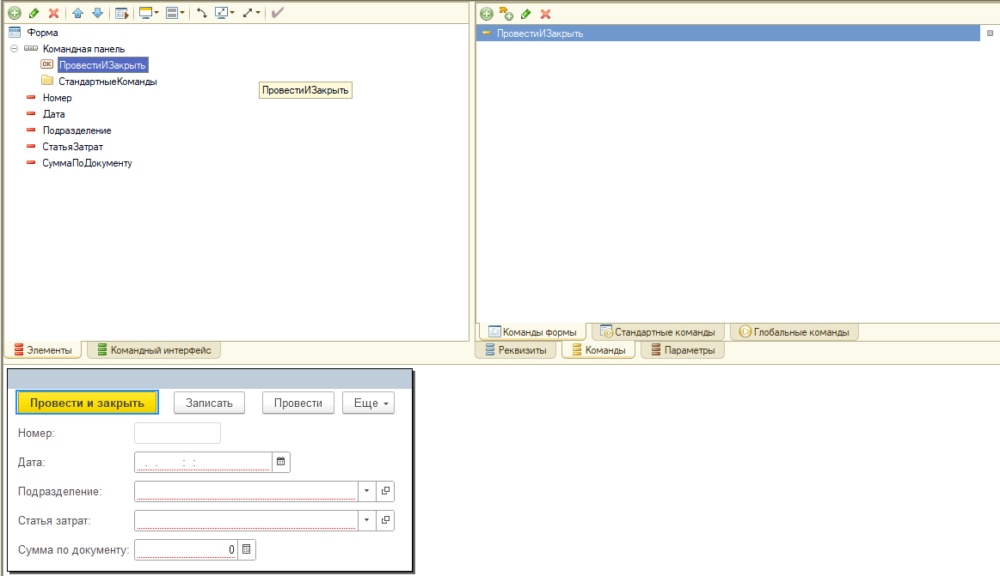 Форма
Командная панель
OK ПровестиИЗакрыть
СтандартныеКоманды
Номер
Дата
Подразделение
СтатьяЗатрат
СуммаПоДокументу
ПровестиИЗакрыть
Элементы Командный интерфейс
ПровестиИЗакрыть
Команды формы Стандартные команды Глобальные команды
Реквизиты Команды Параметры
Провести и закрыть Записать Провести Еще
Номер:
Дата: . . : :
Подразделение:
Статья затрат:
Сумма по документу: 0